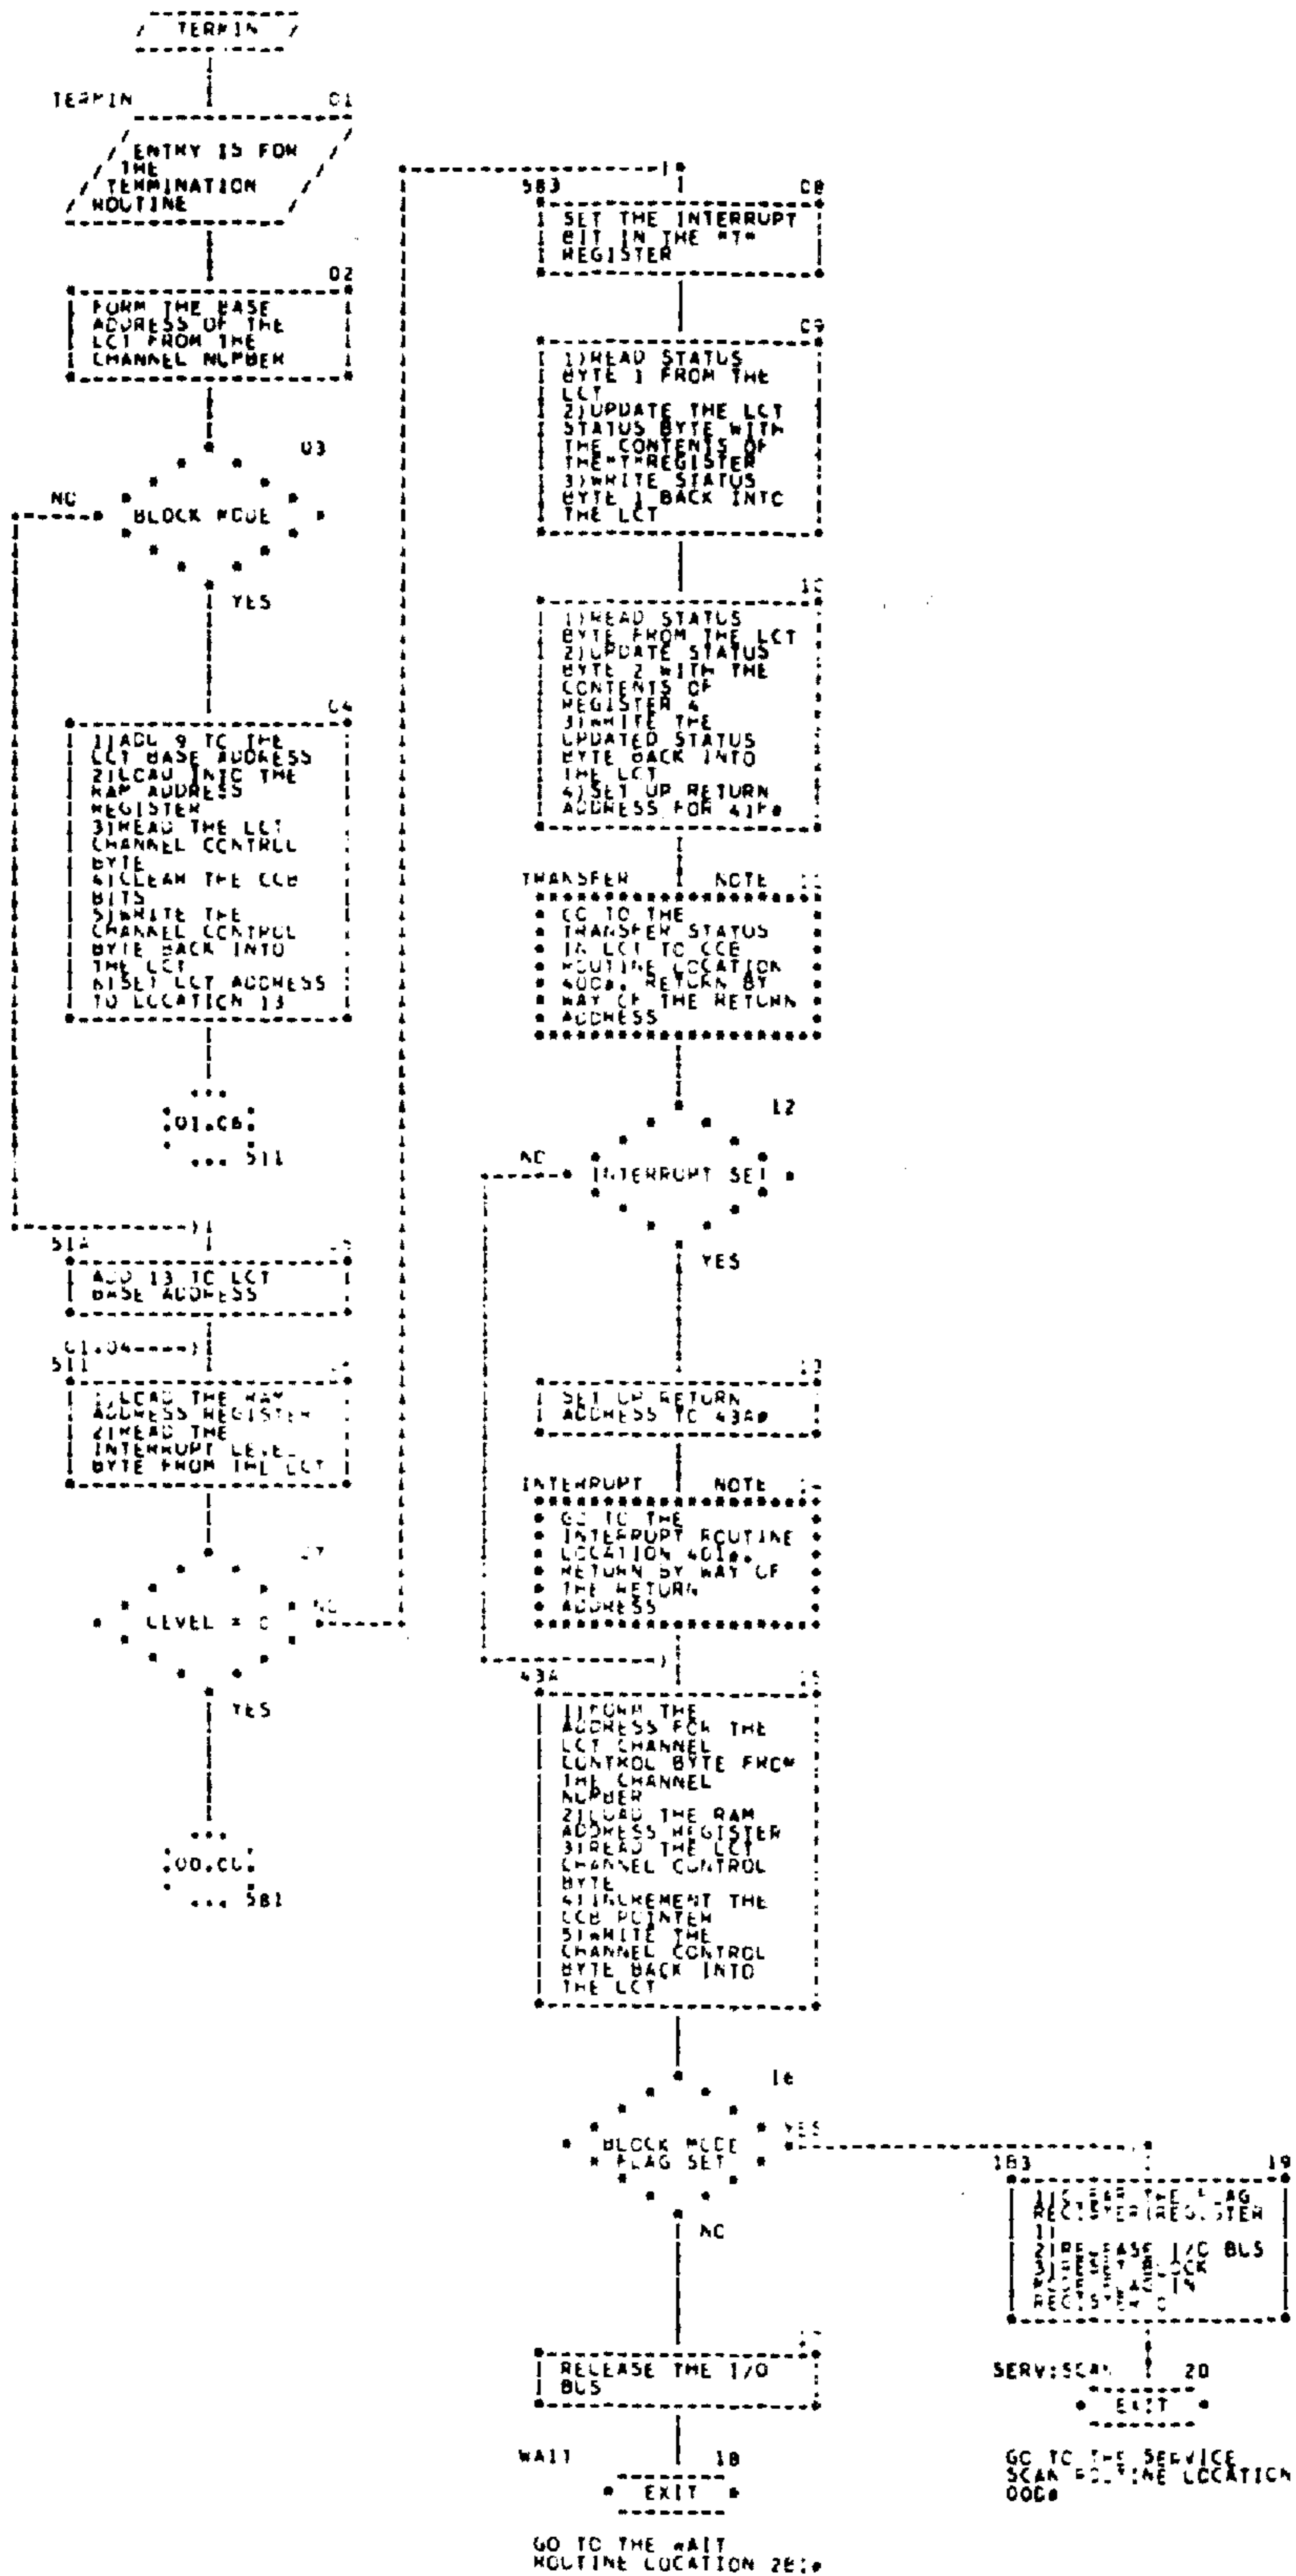 TERMIN
TERMIN 01
ENTRY IS FOR
THE
TERMINATION
ROUTINE
02
FORM THE BASE
ADDRESS OF THE
LCT FROM THE
CHANNEL NUMBER
03
NO
BLOCK MODE
YES
04
1)ADD 9 TO THE
LCT BASE ADDRESS
2)LOAD INTO THE
RAM ADDRESS
REGISTER
3)READ THE LCT
CHANNEL CONTROL
BYTE
4)CLEAR THE CCB
BITS
5)WRITE THE
CHANNEL CONTROL
BYTE BACK INTO
THE LCT
SET LCT ADDRESS
TO LOCATION 13
01.06
511
51A
ADD 13 TO LCT
BASE ADDRESS
01.04
511
1)LOAD THE RAM
ADDRESS REGISTER
2)READ THE
INTERRUPT LEVEL
BYTE FROM THE LCT
07
LEVEL = 0
NO
YES
581
583 08
SET THE INTERRUPT
BIT IN THE "T"
REGISTER
09
1)READ STATUS
BYTE 1 FROM THE
LCT
2)UPDATE THE LCT
STATUS BYTE WITH
THE CONTENTS OF
THE"T"REGISTER
3)WRITE STATUS
BYTE 1 BACK INTO
THE LCT
10
1)READ STATUS
BYTE FROM THE LCT
2)UPDATE STATUS
BYTE 2 WITH THE
CONTENTS OF
REGISTER 4
3)WRITE THE
UPDATED STATUS
BYTE BACK INTO
THE LCT
4)SET UP RETURN
ADDRESS FOR 41F#
TRANSFER NOTE 11
GO TO THE
TRANSFER STATUS
IN LCT TO CCB
ROUTINE LOCATION
400#. RETURN BY
WAY OF THE RETURN
ADDRESS
12
NO
INTERRUPT SET
YES
13
SET UP RETURN
ADDRESS TO 43A#
INTERRUPT NOTE 14
GO TO THE
INTERRUPT ROUTINE
LOCATION 4D1#.
RETURN BY WAY OF
THE RETURN
ADDRESS
43A 15
1)FORM THE
ADDRESS FOR THE
LCT CHANNEL
CONTROL BYTE FROM
THE CHANNEL
NUMBER
2)LOAD THE RAM
ADDRESS REGISTER
3)READ THE LCT
CHANNEL CONTROL
BYTE
4)INCREMENT THE
CCB POINTER
5)WRITE THE
CHANNEL CONTROL
BYTE BACK INTO
THE LCT
16
YES
BLOCK MODE
FLAG SET
NO
RELEASE THE I/O
BUS
WAIT 18
EXIT
GO TO THE WAIT
ROUTINE LOCATION
1B3 19
THE FLAG
REGISTER(REGISTER
1)
2)RELEASE I/O BUS
REGISTER
SERV:SCAN 20
EXIT
GO TO THE SERVICE
SCAN ROUTINE LOCATION
00D#